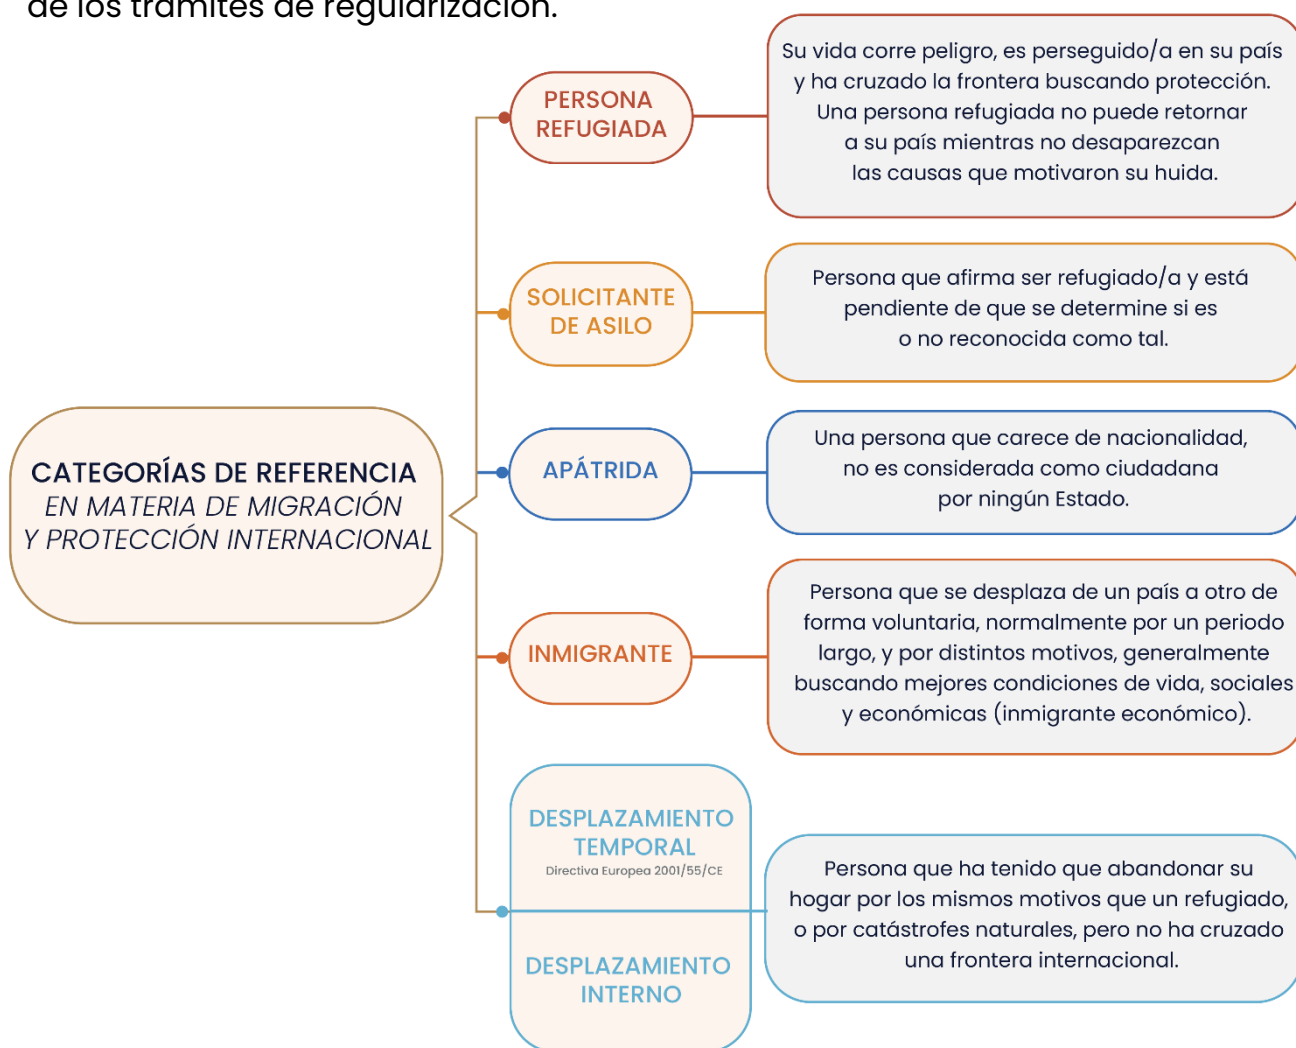 de los trámites de regularización.
PERSONA
REFUGIADA
Su vida corre peligro, es perseguido/a en su país
y ha cruzado la frontera buscando protección.
Una persona refugiada no puede retornar
a su país mientras no desaparezcan
las causas que motivaron su huida.
SOLICITANTE
DE ASILO
Persona que afirma ser refugiado/a y está
pendiente de que se determine si es
o no reconocida como tal.
CATEGORÍAS DE REFERENCIA
EN MATERIA DE MIGRACIÓN
Y PROTECCIÓN INTERNACIONAL
APÁTRIDA
Una persona que carece de nacionalidad,
no es considerada como ciudadana
por ningún Estado.
INMIGRANTE
Persona que se desplaza de un país a otro de
forma voluntaria, normalmente por un periodo
largo, y por distintos motivos, generalmente
buscando mejores condiciones de vida, sociales
y económicas (inmigrante económico).
DESPLAZAMIENTO
TEMPORAL
Directiva Europea 2001/55/CE
DESPLAZAMIENTO
INTERNO
Persona que ha tenido que abandonar su
hogar por los mismos motivos que un refugiado,
o por catástrofes naturales, pero no ha cruzado
una frontera internacional.